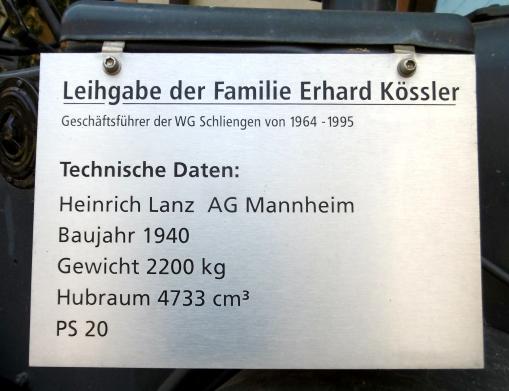 Leihgabe der Familie Erhard Kössler
Geschäftsführer der WG Schliengen von 1964 -1995
Technische Daten:
Heinrich Lanz  AG Mannheim
Baujahr 1940
Gewicht 2200 kg
Hubraum 4733 cm³
PS 20